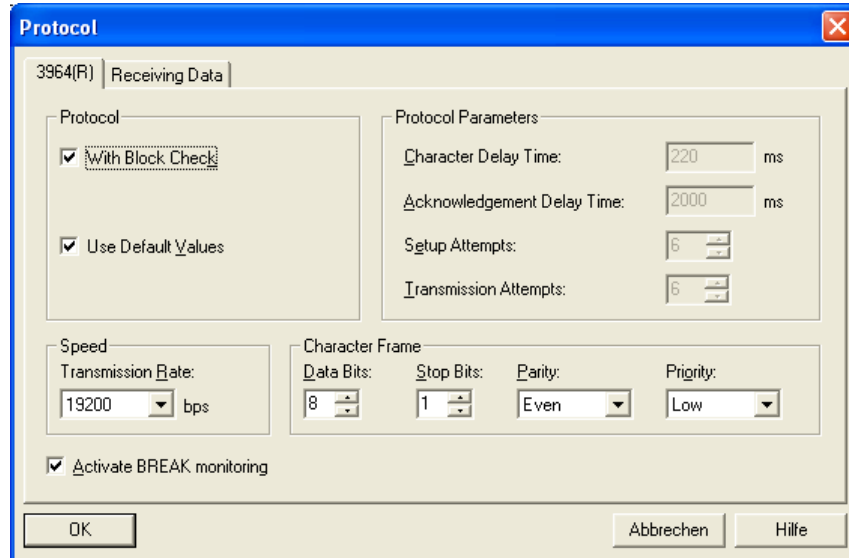 Protocol
3964(R)
Receiving Data
Protocol
With Block Check
Use Default Values
Protocol Parameters
Character Delay Time: 220 ms
Acknowledgement Delay Time: 2000 ms
Setup Attempts: 6
Transmission Attempts: 6
Speed
Transmission Rate:
19200 bps
Character Frame
Data Bits: Stop Bits: Parity: Priority:
8 1 Even Low
Activate BREAK monitoring
OK Abbrechen Hilfe